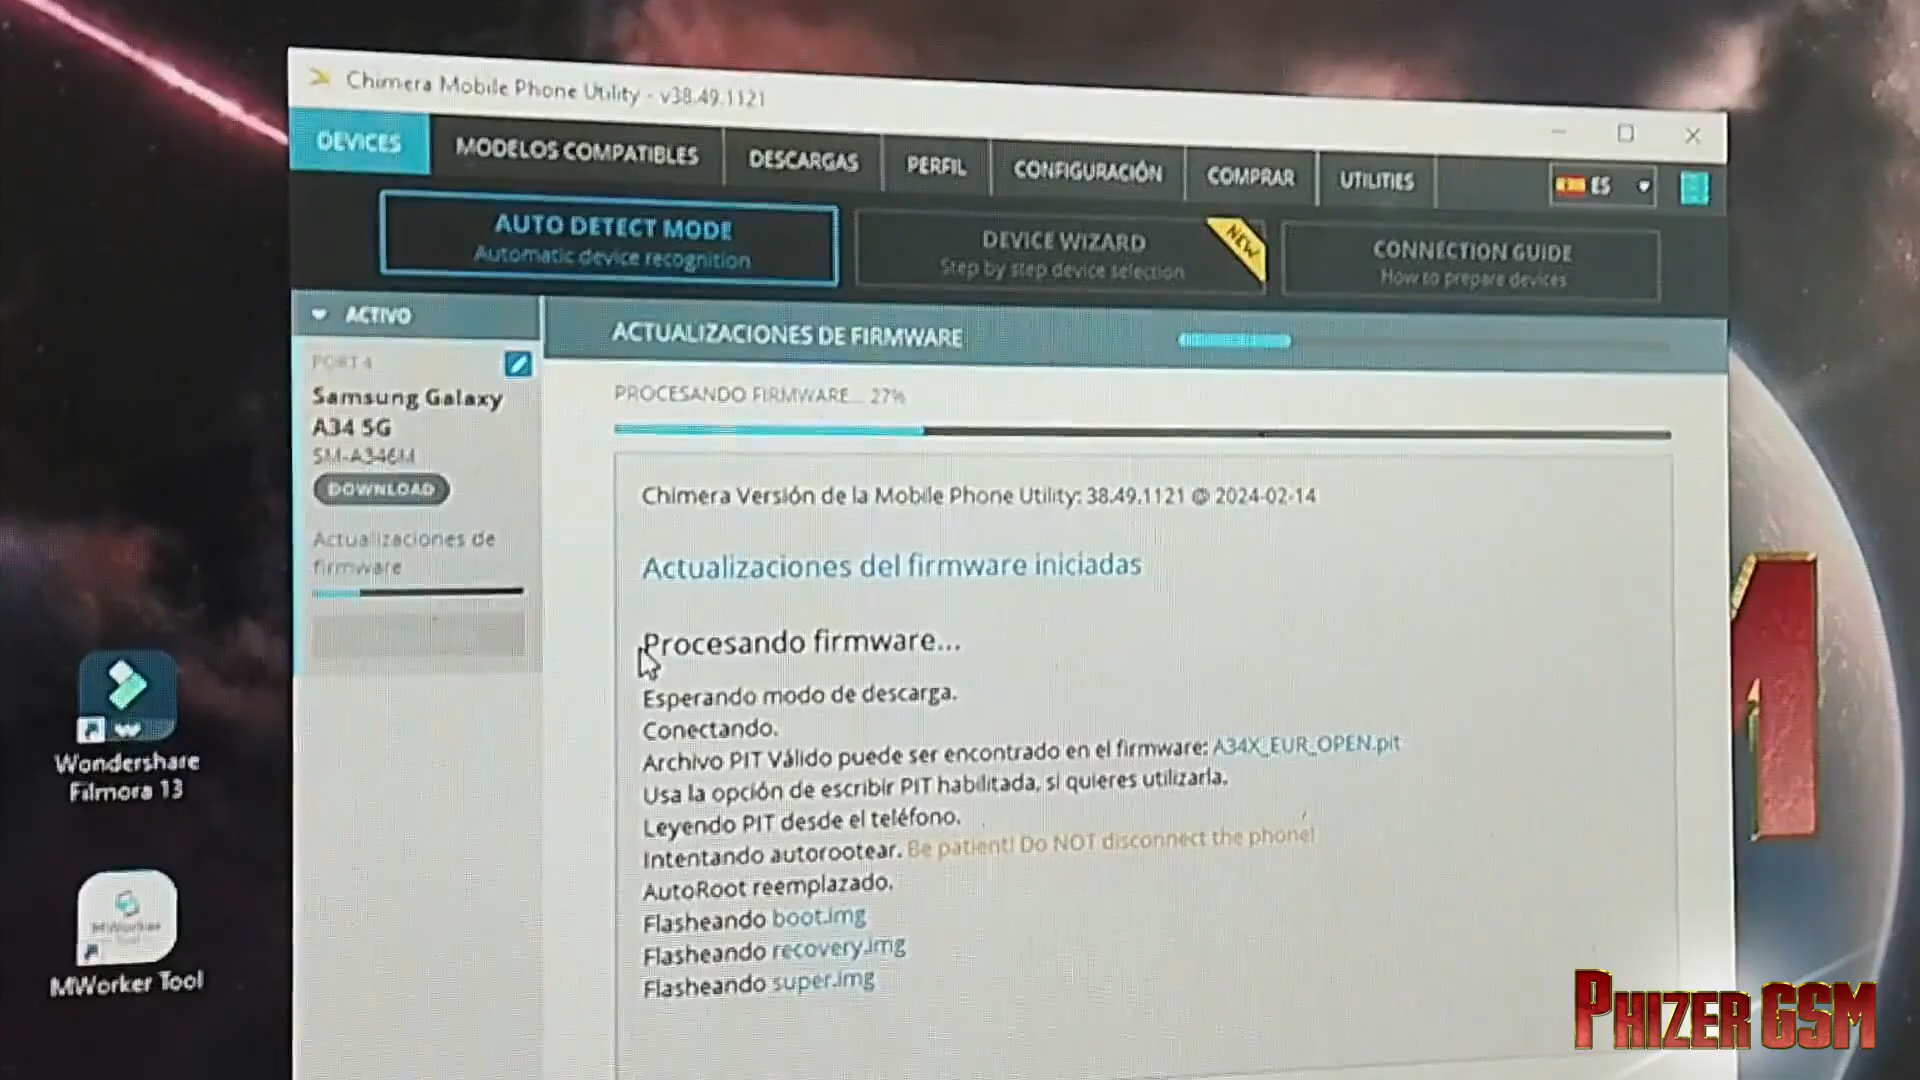 Chimera Mobile Phone Utility - v38.49.1121
DEVICES
MODELOS COMPATIBLES
DESCARGAS
PERFIL
CONFIGURACIÓN
COMPRAR
UTILITIES
ES
AUTO DETECT MODE
Automatic device recognition
DEVICE WIZARD
Step by step device selection
NEW
CONNECTION GUIDE
How to prepare devices
ACTIVO
PORT 4
Samsung Galaxy
A34 5G
SM-A346M
DOWNLOAD
Actualizaciones de
firmware
ACTUALIZACIONES DE FIRMWARE
PROCESANDO FIRMWARE... 27%
Chimera Versión de la Mobile Phone Utility: 38.49.1121 @ 2024-02-14
Actualizaciones del firmware iniciadas
Procesando firmware...
Esperando modo de descarga.
Conectando.
Archivo PIT Válido puede ser encontrado en el firmware: A34X_EUR_OPEN.pit
Usa la opción de escribir PIT habilitada, si quieres utilizarla.
Leyendo PIT desde el teléfono.
Intentando autorootear. Be patient! Do NOT disconnect the phone!
AutoRoot reemplazado.
Flasheando boot.img
Flasheando recovery.img
Flasheando super.img
Wondershare
Filmora 13
MWorker
MWorker Tool
1
PHIZER GSM